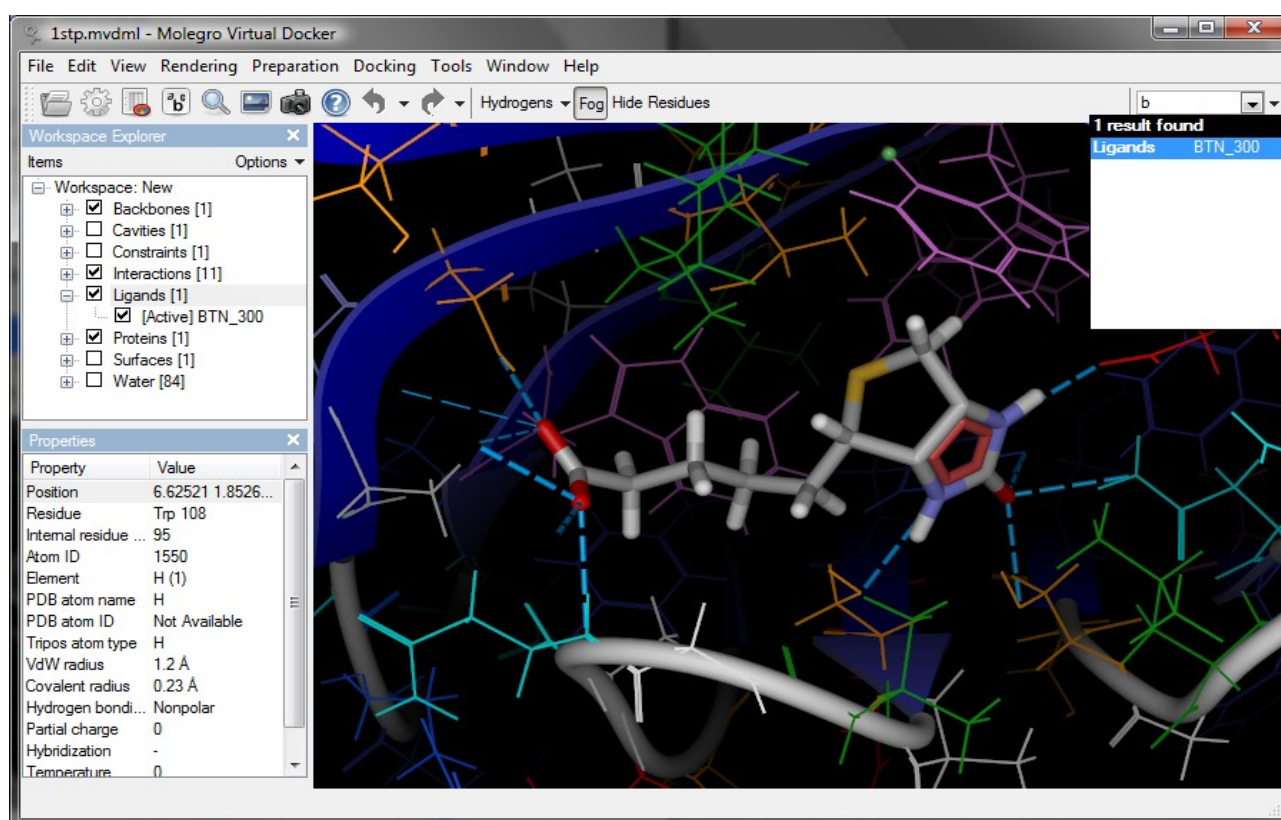 1stp.mvdml - Molegro Virtual Docker
File Edit View Rendering Preparation Docking Tools Window Help
Hydrogens Fog Hide Residues b
1 result found
Ligands BTN_300
Workspace Explorer
Items Options
Workspace: New
Backbones [1]
Cavities [1]
Constraints [1]
Interactions [11]
Ligands [1]
[Active] BTN_300
Proteins [1]
Surfaces [1]
Water [84]
Properties
Property Value
Position 6.62521 1.8526...
Residue Trp 108
Internal residue ... 95
Atom ID 1550
Element H (1)
PDB atom name H
PDB atom ID Not Available
Tripos atom type H
VdW radius 1.2 Å
Covalent radius 0.23 Å
Hydrogen bondi... Nonpolar
Partial charge 0
Hybridization -
Temperature 0